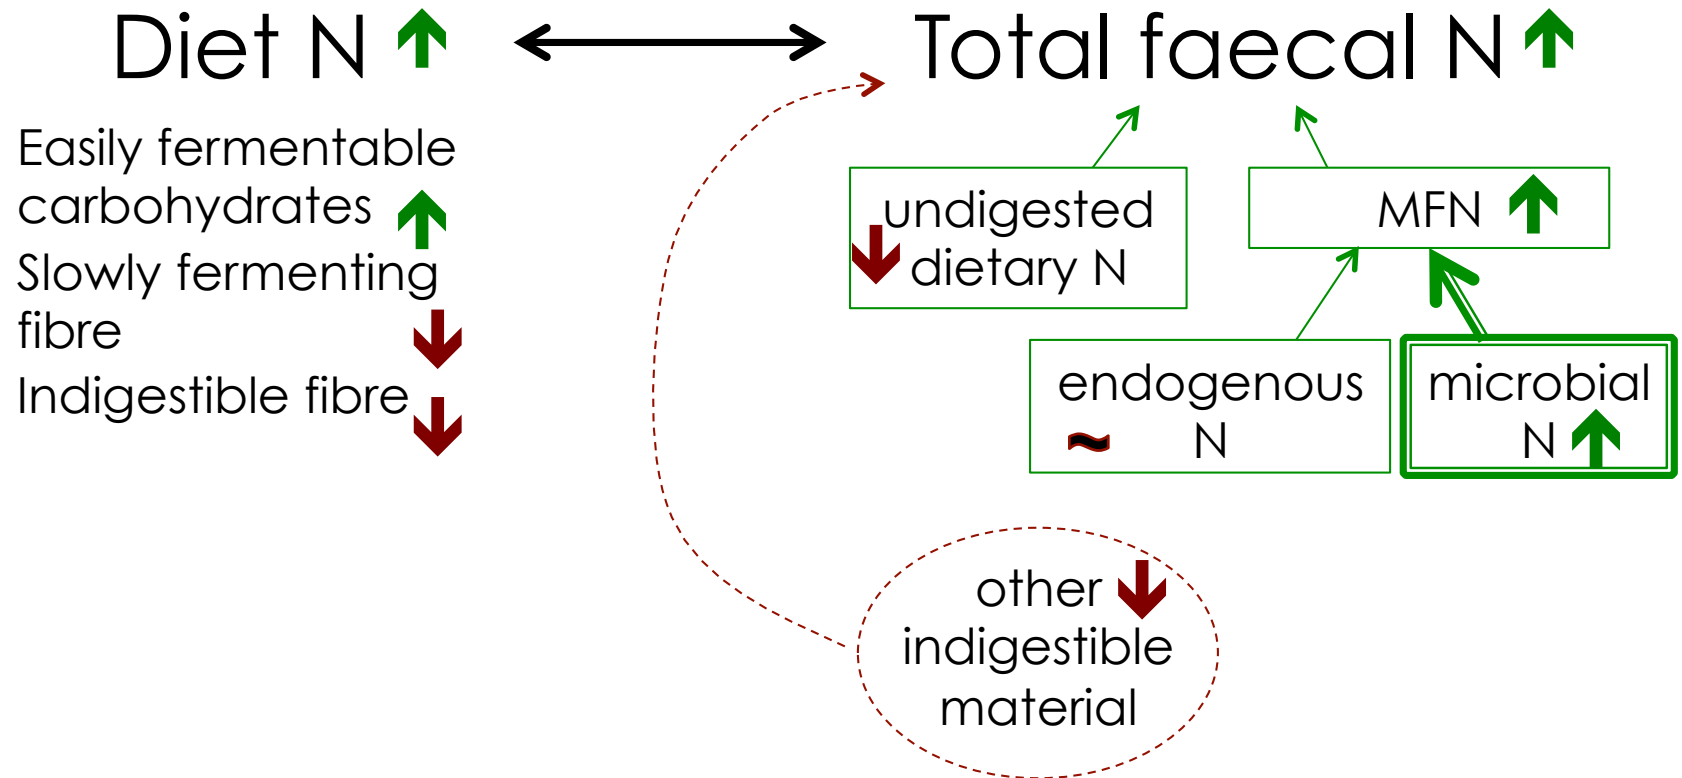 Diet N
Total faecal N
Easily fermentable
carbohydrates
Slowly fermenting
fibre
Indigestible fibre
undigested
dietary N
MFN
endogenous
≈ N
microbial
N
other
indigestible
material